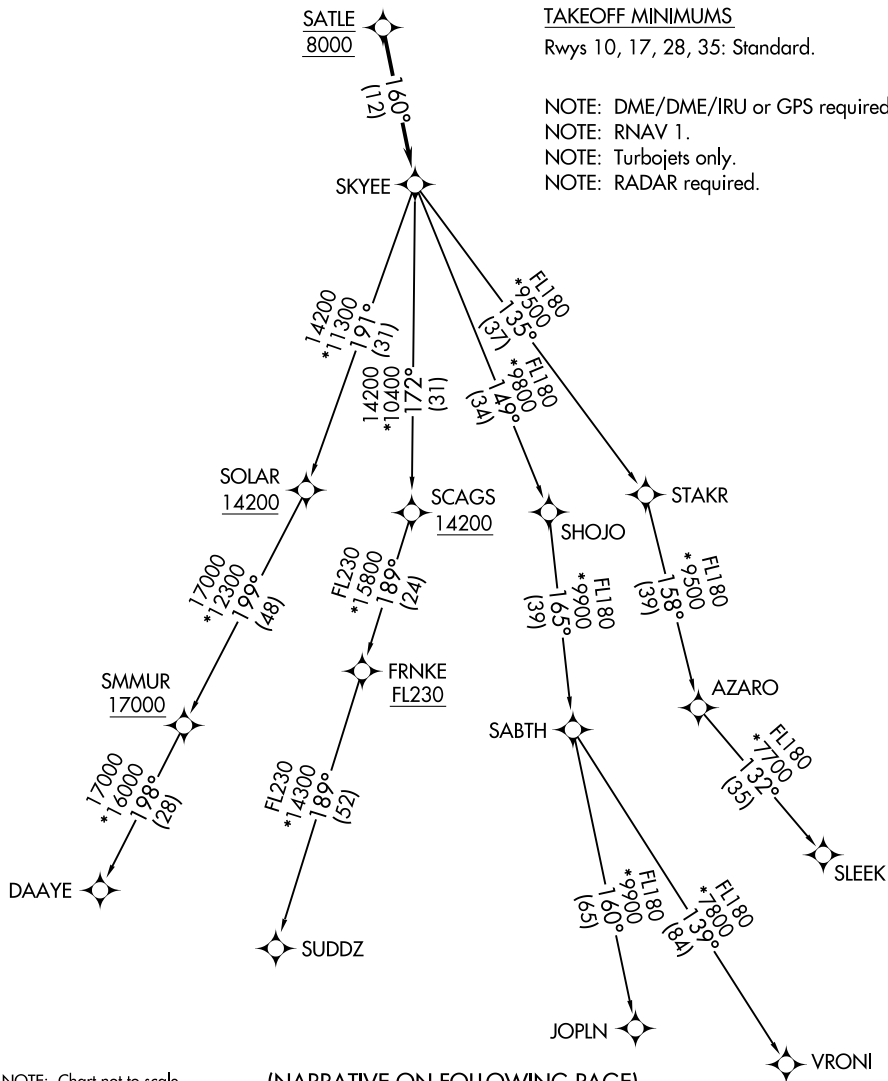 SATLE
8000
TAKEOFF MINIMUMS
Rwys 10, 17, 28, 35: Standard.
NOTE: DME/DME/IRU or GPS required
NOTE: RNAV 1.
NOTE: Turbojets only.
NOTE: RADAR required.
160°
(12)
SKYEE
14200
*11300
191°
(31)
14200
*10400
172°
(31)
FL180
*9800
149°
(34)
FL180
*9500
135°
(37)
SOLAR
14200
SCAGS
14200
SHOJO
STAKR
17000
*12300
199°
(48)
FL230
*15800
189°
(24)
FL180
*9900
165°
(39)
FL180
*9500
158°
(39)
SMMUR
17000
FRNKE
FL230
SABTH
AZARO
17000
*16000
198°
(28)
FL230
*14300
189°
(52)
FL180
*9900
160°
(65)
FL180
*7800
139°
(84)
FL180
*7700
132°
(35)
DAAYE
SUDDZ
SLEEK
JOPLN
VRONI
NOTE: Chart not to scale
(NARRATIVE ON FOLLOWING PAGE)